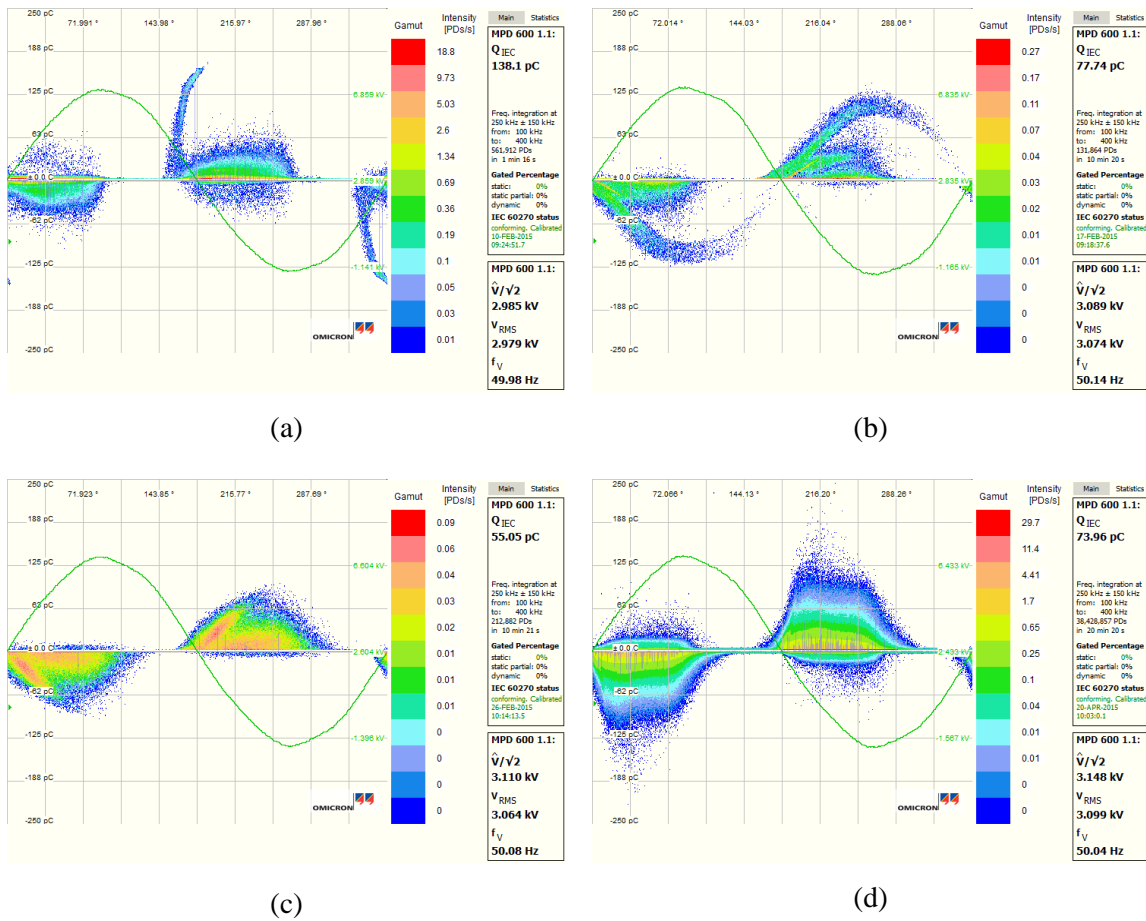 250 pC 71.991 ° 143.98 ° 215.97 ° 287.96 °
188 pC
125 pC 6.859 kV
63 pC
± 0.0 C 2.859 kV
-62 pC
-125 pC -1.141 kV
-188 pC
-250 pC
OMICRON
Gamut Intensity
[PDs/s]
18.8
9.73
5.03
2.6
1.34
0.69
0.36
0.19
0.1
0.05
0.03
0.01
Main Statistics
MPD 600 1.1:
Q IEC
138.1 pC
Freq. integration at
250 kHz ± 150 kHz
from: 100 kHz
to: 400 kHz
561,912 PDs
in 1 min 16 s
Gated Percentage
static: 0%
static partial: 0%
dynamic 0%
IEC 60270 status
conforming. Calibrated
10-FEB-2015
09:24:51.7
MPD 600 1.1:
V̂/√2
2.985 kV
V RMS
2.979 kV
f V
49.98 Hz
(a)
250 pC 72.014 ° 144.03 ° 216.04 ° 288.06 °
188 pC
125 pC 6.835 kV
63 pC
± 0.0 C 2.835 kV
-62 pC
-125 pC -1.165 kV
-188 pC
-250 pC
OMICRON
Gamut Intensity
[PDs/s]
0.27
0.17
0.11
0.07
0.04
0.03
0.02
0.01
0.01
0
0
0
Main Statistics
MPD 600 1.1:
Q IEC
77.74 pC
Freq. integration at
250 kHz ± 150 kHz
from: 100 kHz
to: 400 kHz
131,864 PDs
in 10 min 20 s
Gated Percentage
static: 0%
static partial: 0%
dynamic 0%
IEC 60270 status
conforming. Calibrated
17-FEB-2015
09:18:37.6
MPD 600 1.1:
V̂/√2
3.089 kV
V RMS
3.074 kV
f V
50.14 Hz
(b)
250 pC 71.923 ° 143.85 ° 215.77 ° 287.69 °
188 pC
125 pC 6.604 kV
63 pC
± 0.0 C 2.604 kV
-62 pC
-125 pC -1.396 kV
-188 pC
-250 pC
OMICRON
Gamut Intensity
[PDs/s]
0.09
0.06
0.04
0.03
0.02
0.01
0.01
0.01
0
0
0
0
Main Statistics
MPD 600 1.1:
Q IEC
55.05 pC
Freq. integration at
250 kHz ± 150 kHz
from: 100 kHz
to: 400 kHz
212,882 PDs
in 10 min 21 s
Gated Percentage
static: 0%
static partial: 0%
dynamic 0%
IEC 60270 status
conforming. Calibrated
26-FEB-2015
10:14:13.5
MPD 600 1.1:
V̂/√2
3.110 kV
V RMS
3.064 kV
f V
50.08 Hz
(c)
250 pC 72.066 ° 144.13 ° 216.20 ° 288.26 °
188 pC
125 pC 6.433 kV
63 pC
± 0.0 C 2.433 kV
-62 pC
-125 pC -1.567 kV
-188 pC
-250 pC
OMICRON
Gamut Intensity
[PDs/s]
29.7
11.4
4.41
1.7
0.65
0.25
0.1
0.04
0.01
0.01
0
0
Main Statistics
MPD 600 1.1:
Q IEC
73.96 pC
Freq. integration at
250 kHz ± 150 kHz
from: 100 kHz
to: 400 kHz
38,428,857 PDs
in 20 min 20 s
Gated Percentage
static: 0%
static partial: 0%
dynamic 0%
IEC 60270 status
conforming. Calibrated
20-APR-2015
10:03:0.1
MPD 600 1.1:
V̂/√2
3.148 kV
V RMS
3.099 kV
f V
50.04 Hz
(d)